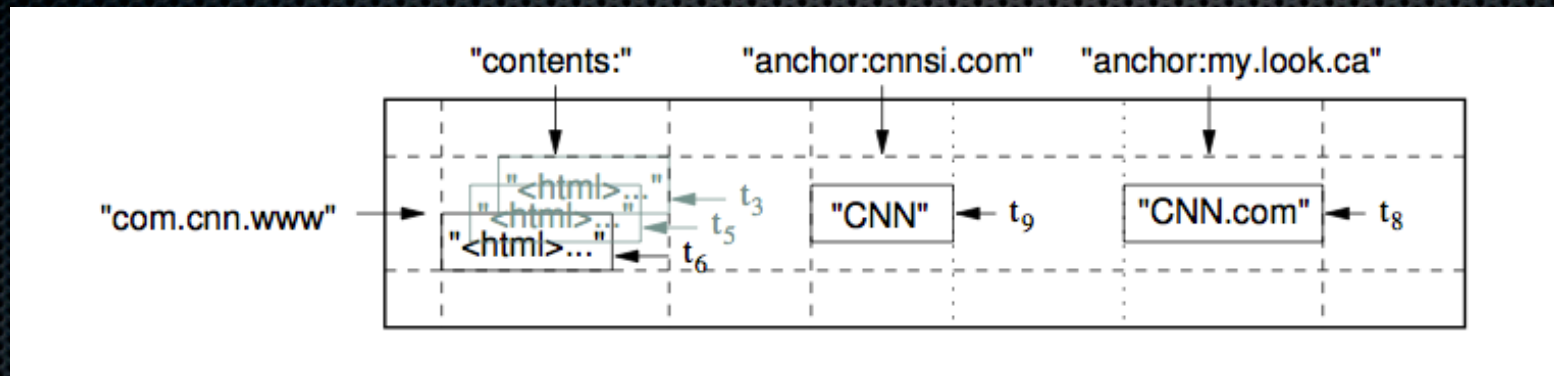 "contents:" "anchor:cnnsi.com" "anchor:my.look.ca"
"<html>..." t3
"com.cnn.www" "<html>..." t5 "CNN" t9 "CNN.com" t8
"<html>..." t6